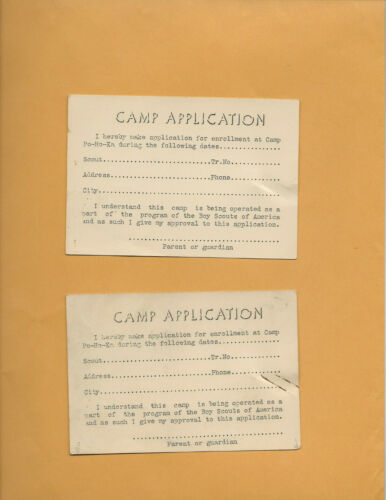 CAMP APPLICATION
I hereby make application for enrollment at Camp
Po-Ho-Ka during the following dates...............
Scout.............................Tr.No...........
Address...........................Phone............
City................................................
I understand this camp is being operated as a
part of the program of the Boy Scouts of America
and as such I give my approval to this application.
........................................
Parent or guardian
CAMP APPLICATION
I hereby make application for enrollment at Camp
Po-Ho-Ka during the following dates...............
Scout.............................Tr.No...........
Address...........................Phone............
City................................................
I understand this camp is being operated as a
part of the program of the Boy Scouts of America
and as such I give my approval to this application.
........................................
Parent or guardian